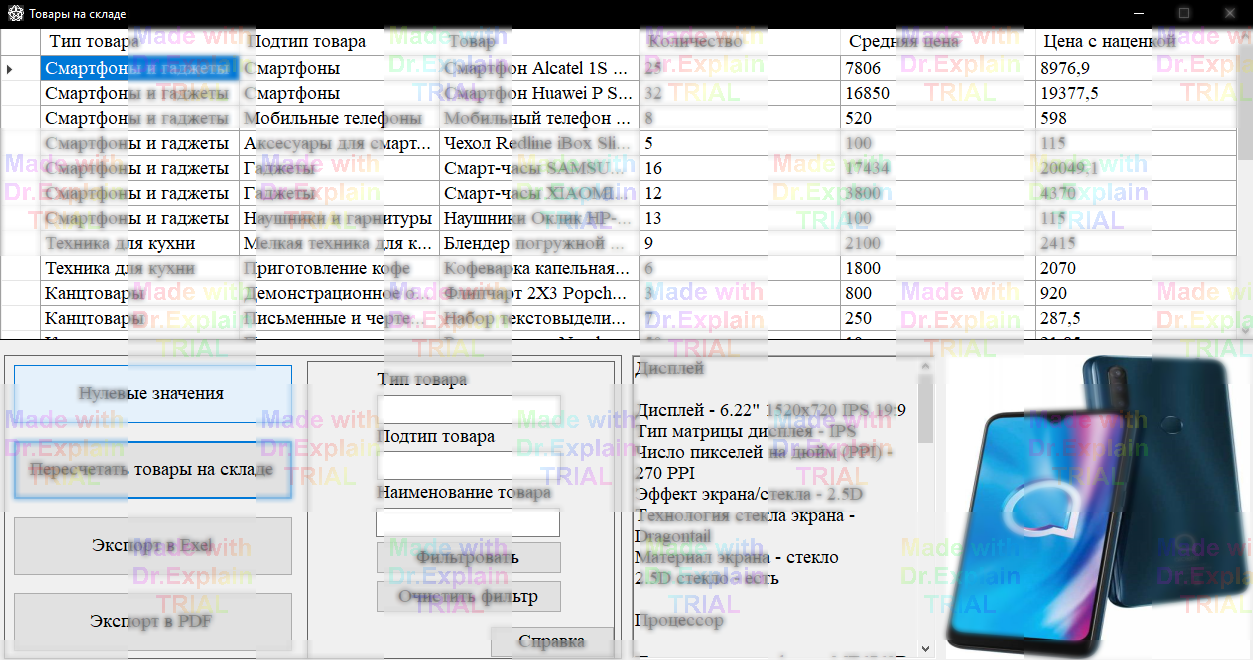 Товары на складе
Тип товара Подтип товара Товар Количество Средняя цена Цена с наценкой
Смартфоны и гаджеты Смартфоны Смартфон Alcatel 1S ... 25 7806 8976,9
Смартфоны и гаджеты Смартфоны Смартфон Huawei P S... 32 16850 19377,5
Смартфоны и гаджеты Мобильные телефоны Мобильный телефон ... 8 520 598
Смартфоны и гаджеты Аксесуары для смарт... Чехол Redline iBox Sli... 5 100 115
Смартфоны и гаджеты Гаджеты Смарт-часы SAMSU... 16 17434 20049,1
Смартфоны и гаджеты Гаджеты Смарт-часы XIAOMI... 12 3800 4370
Смартфоны и гаджеты Наушники и гарнитуры Наушники Оклик HP-... 13 100 115
Техника для кухни Мелкая техника для к... Блендер погружной ... 9 2100 2415
Техника для кухни Приготовление кофе Кофеварка капельная... 6 1800 2070
Канцтовары Демонстрационное о... Флипчарт 2X3 Popch... 3 800 920
Канцтовары Письменные и черте... Набор текстовыдели... 7 250 287,5
Нулевые значения
Пересчетать товары на складе
Экспорт в Exel
Экспорт в PDF
Тип товара
Подтип товара
Наименование товара
Фильтровать
Очистить фильтр
Справка
Дисплей
Дисплей - 6.22" 1520x720 IPS 19:9
Тип матрицы дисплея - IPS
Число пикселей на дюйм (PPI) -
270 PPI
Эффект экрана/стекла - 2.5D
Технология стекла экрана -
Dragontail
Материал экрана - стекло
2.5D стекло - есть
Процессор
Made with
Dr.Explain
TRIAL